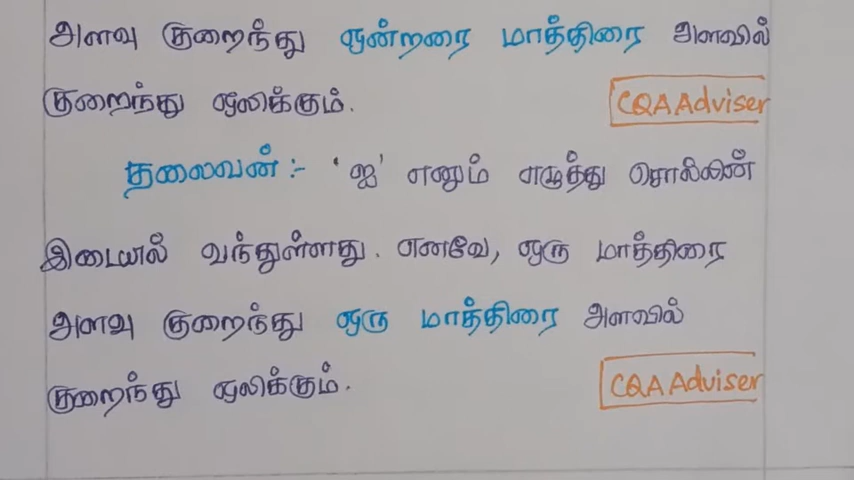 அளவு குறைந்து ஒன்றரை மாத்திரை அளவில்
குறைந்து ஒலிக்கும்.
CQA Adviser
தலைவன் :- 'ஐ' எனும் எழுத்து சொல்லின்
இடையில் வந்துள்ளது. எனவே, ஒரு மாத்திரை
அளவு குறைந்து ஒரு மாத்திரை அளவில்
குறைந்து ஒலிக்கும்.
CQA Adviser